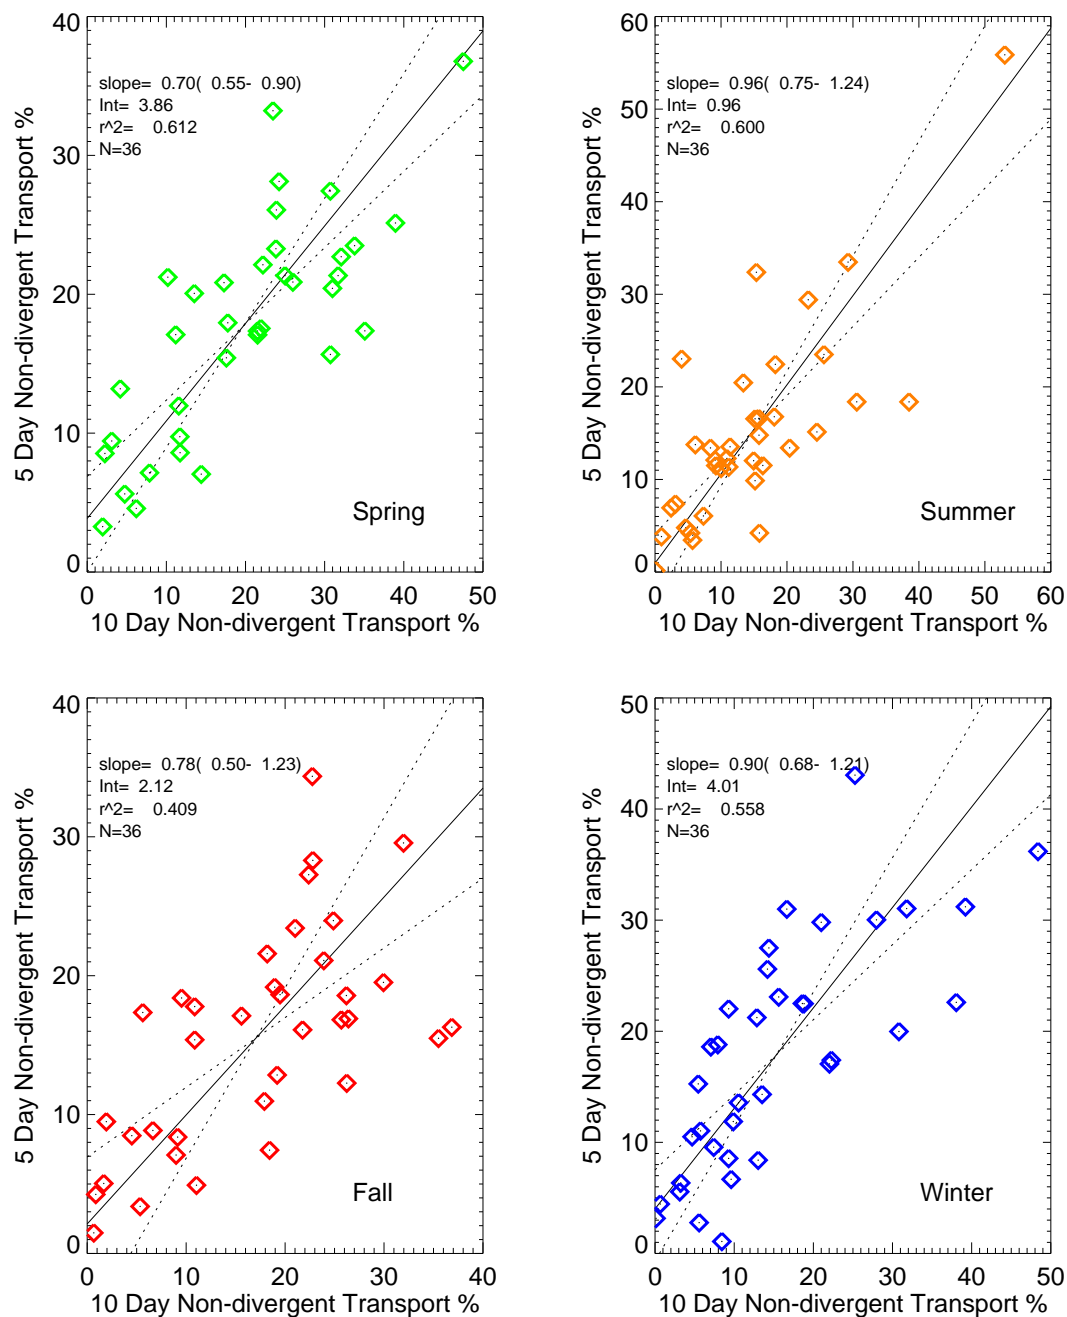 40
30
20
10
0
5 Day Non-divergent Transport %
slope= 0.70( 0.55- 0.90)
Int= 3.86
r^2= 0.612
N=36
Spring
0 10 20 30 40 50
10 Day Non-divergent Transport %
60
50
40
30
20
10
0
5 Day Non-divergent Transport %
slope= 0.96( 0.75- 1.24)
Int= 0.96
r^2= 0.600
N=36
Summer
0 10 20 30 40 50 60
10 Day Non-divergent Transport %
40
30
20
10
0
5 Day Non-divergent Transport %
slope= 0.78( 0.50- 1.23)
Int= 2.12
r^2= 0.409
N=36
Fall
0 10 20 30 40
10 Day Non-divergent Transport %
50
40
30
20
10
0
5 Day Non-divergent Transport %
slope= 0.90( 0.68- 1.21)
Int= 4.01
r^2= 0.558
N=36
Winter
0 10 20 30 40 50
10 Day Non-divergent Transport %